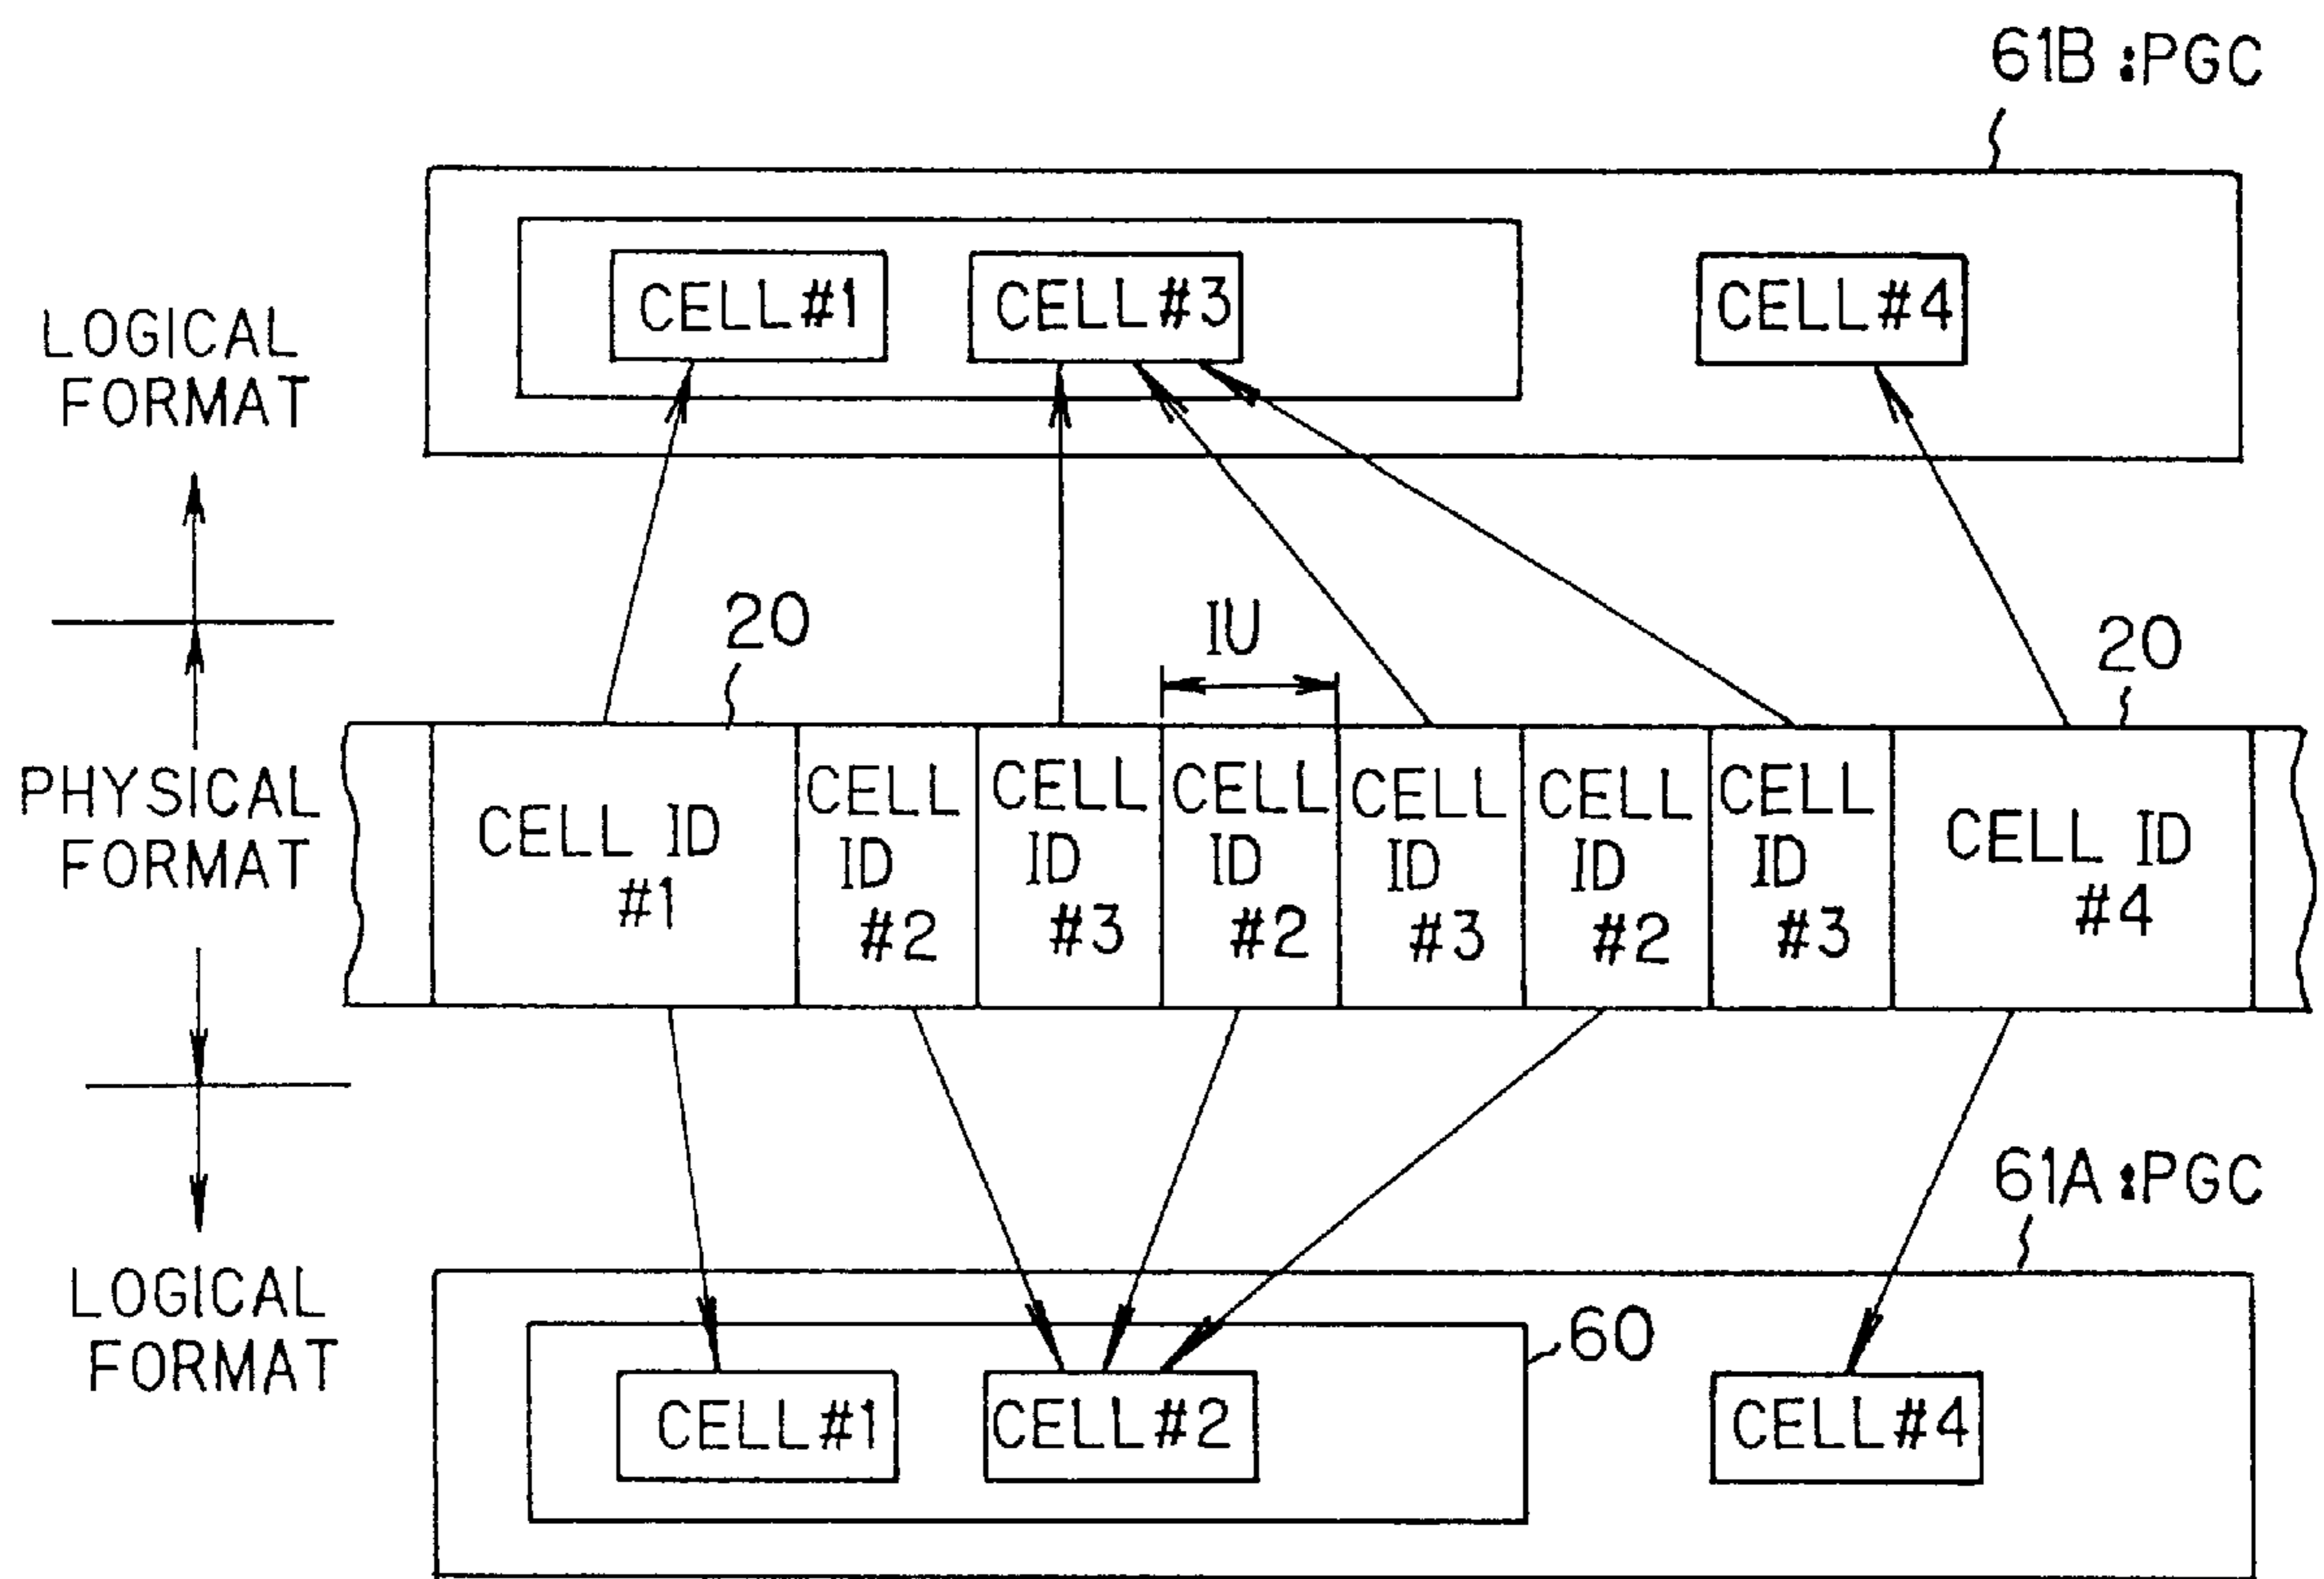 61B :PGC
CELL#1
CELL #3
CELL#4
LOGICAL
FORMAT
20
IU
20
PHYSICAL
FORMAT
CELL ID
#1
CELL
ID
#2
CELL
ID
#3
CELL
ID
#2
CELL
ID
#3
CELL
ID
#2
CELL
ID
#3
CELL ID
#4
61A :PGC
LOGICAL
FORMAT
60
CELL#1
CELL#2
CELL#4